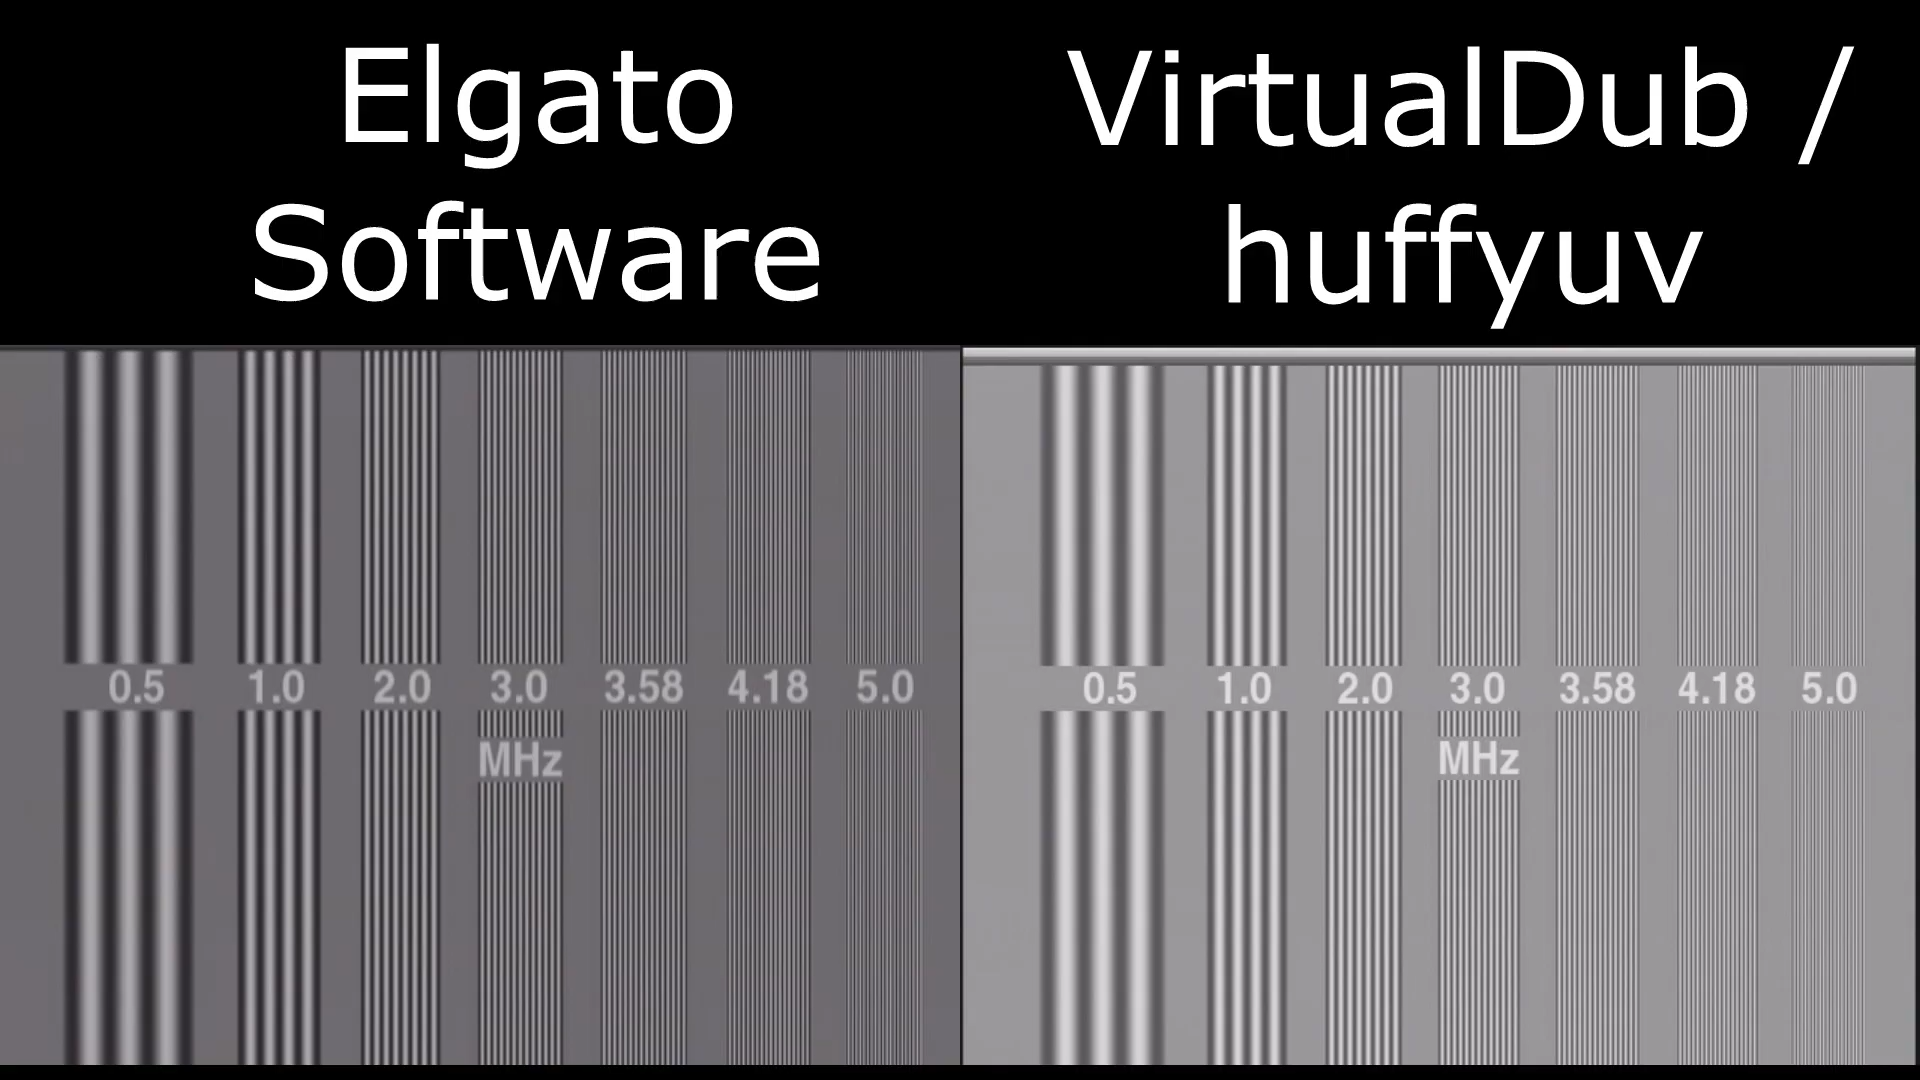 Elgato
Software
VirtualDub /
huffyuv
0.5 1.0 2.0 3.0 3.58 4.18 5.0
MHz
0.5 1.0 2.0 3.0 3.58 4.18 5.0
MHz